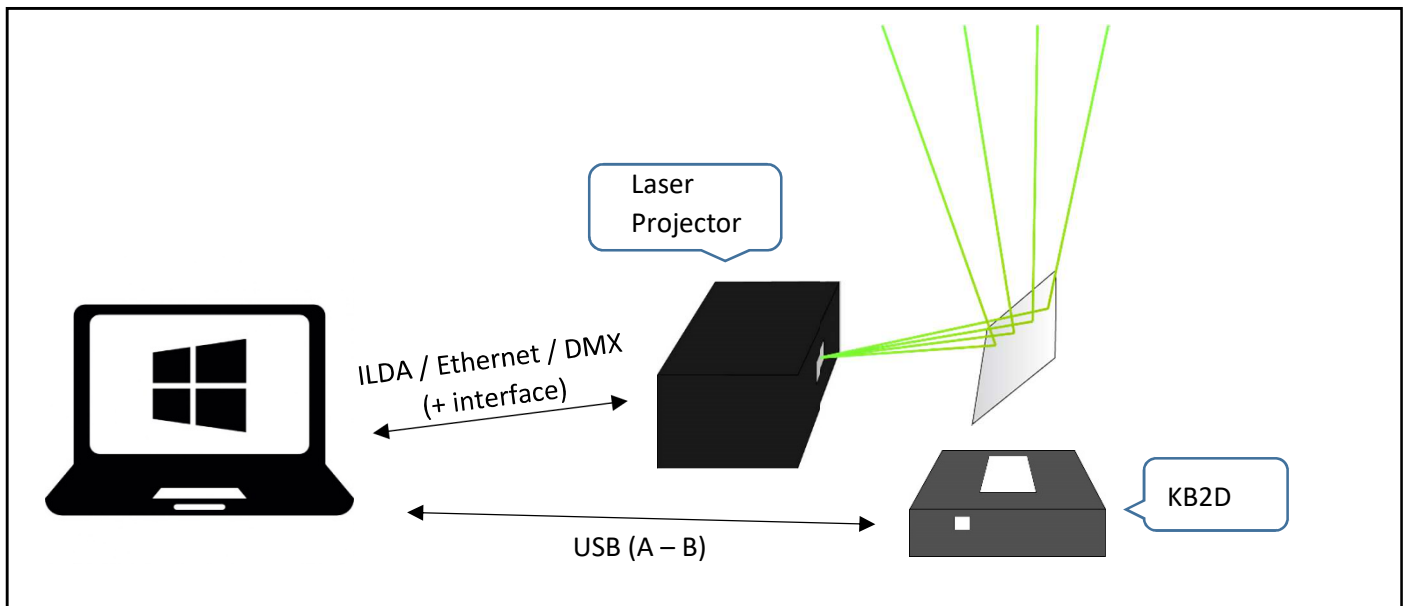 Laser
Projector
ILDA / Ethernet / DMX
(+ interface)
KB2D
USB (A – B)